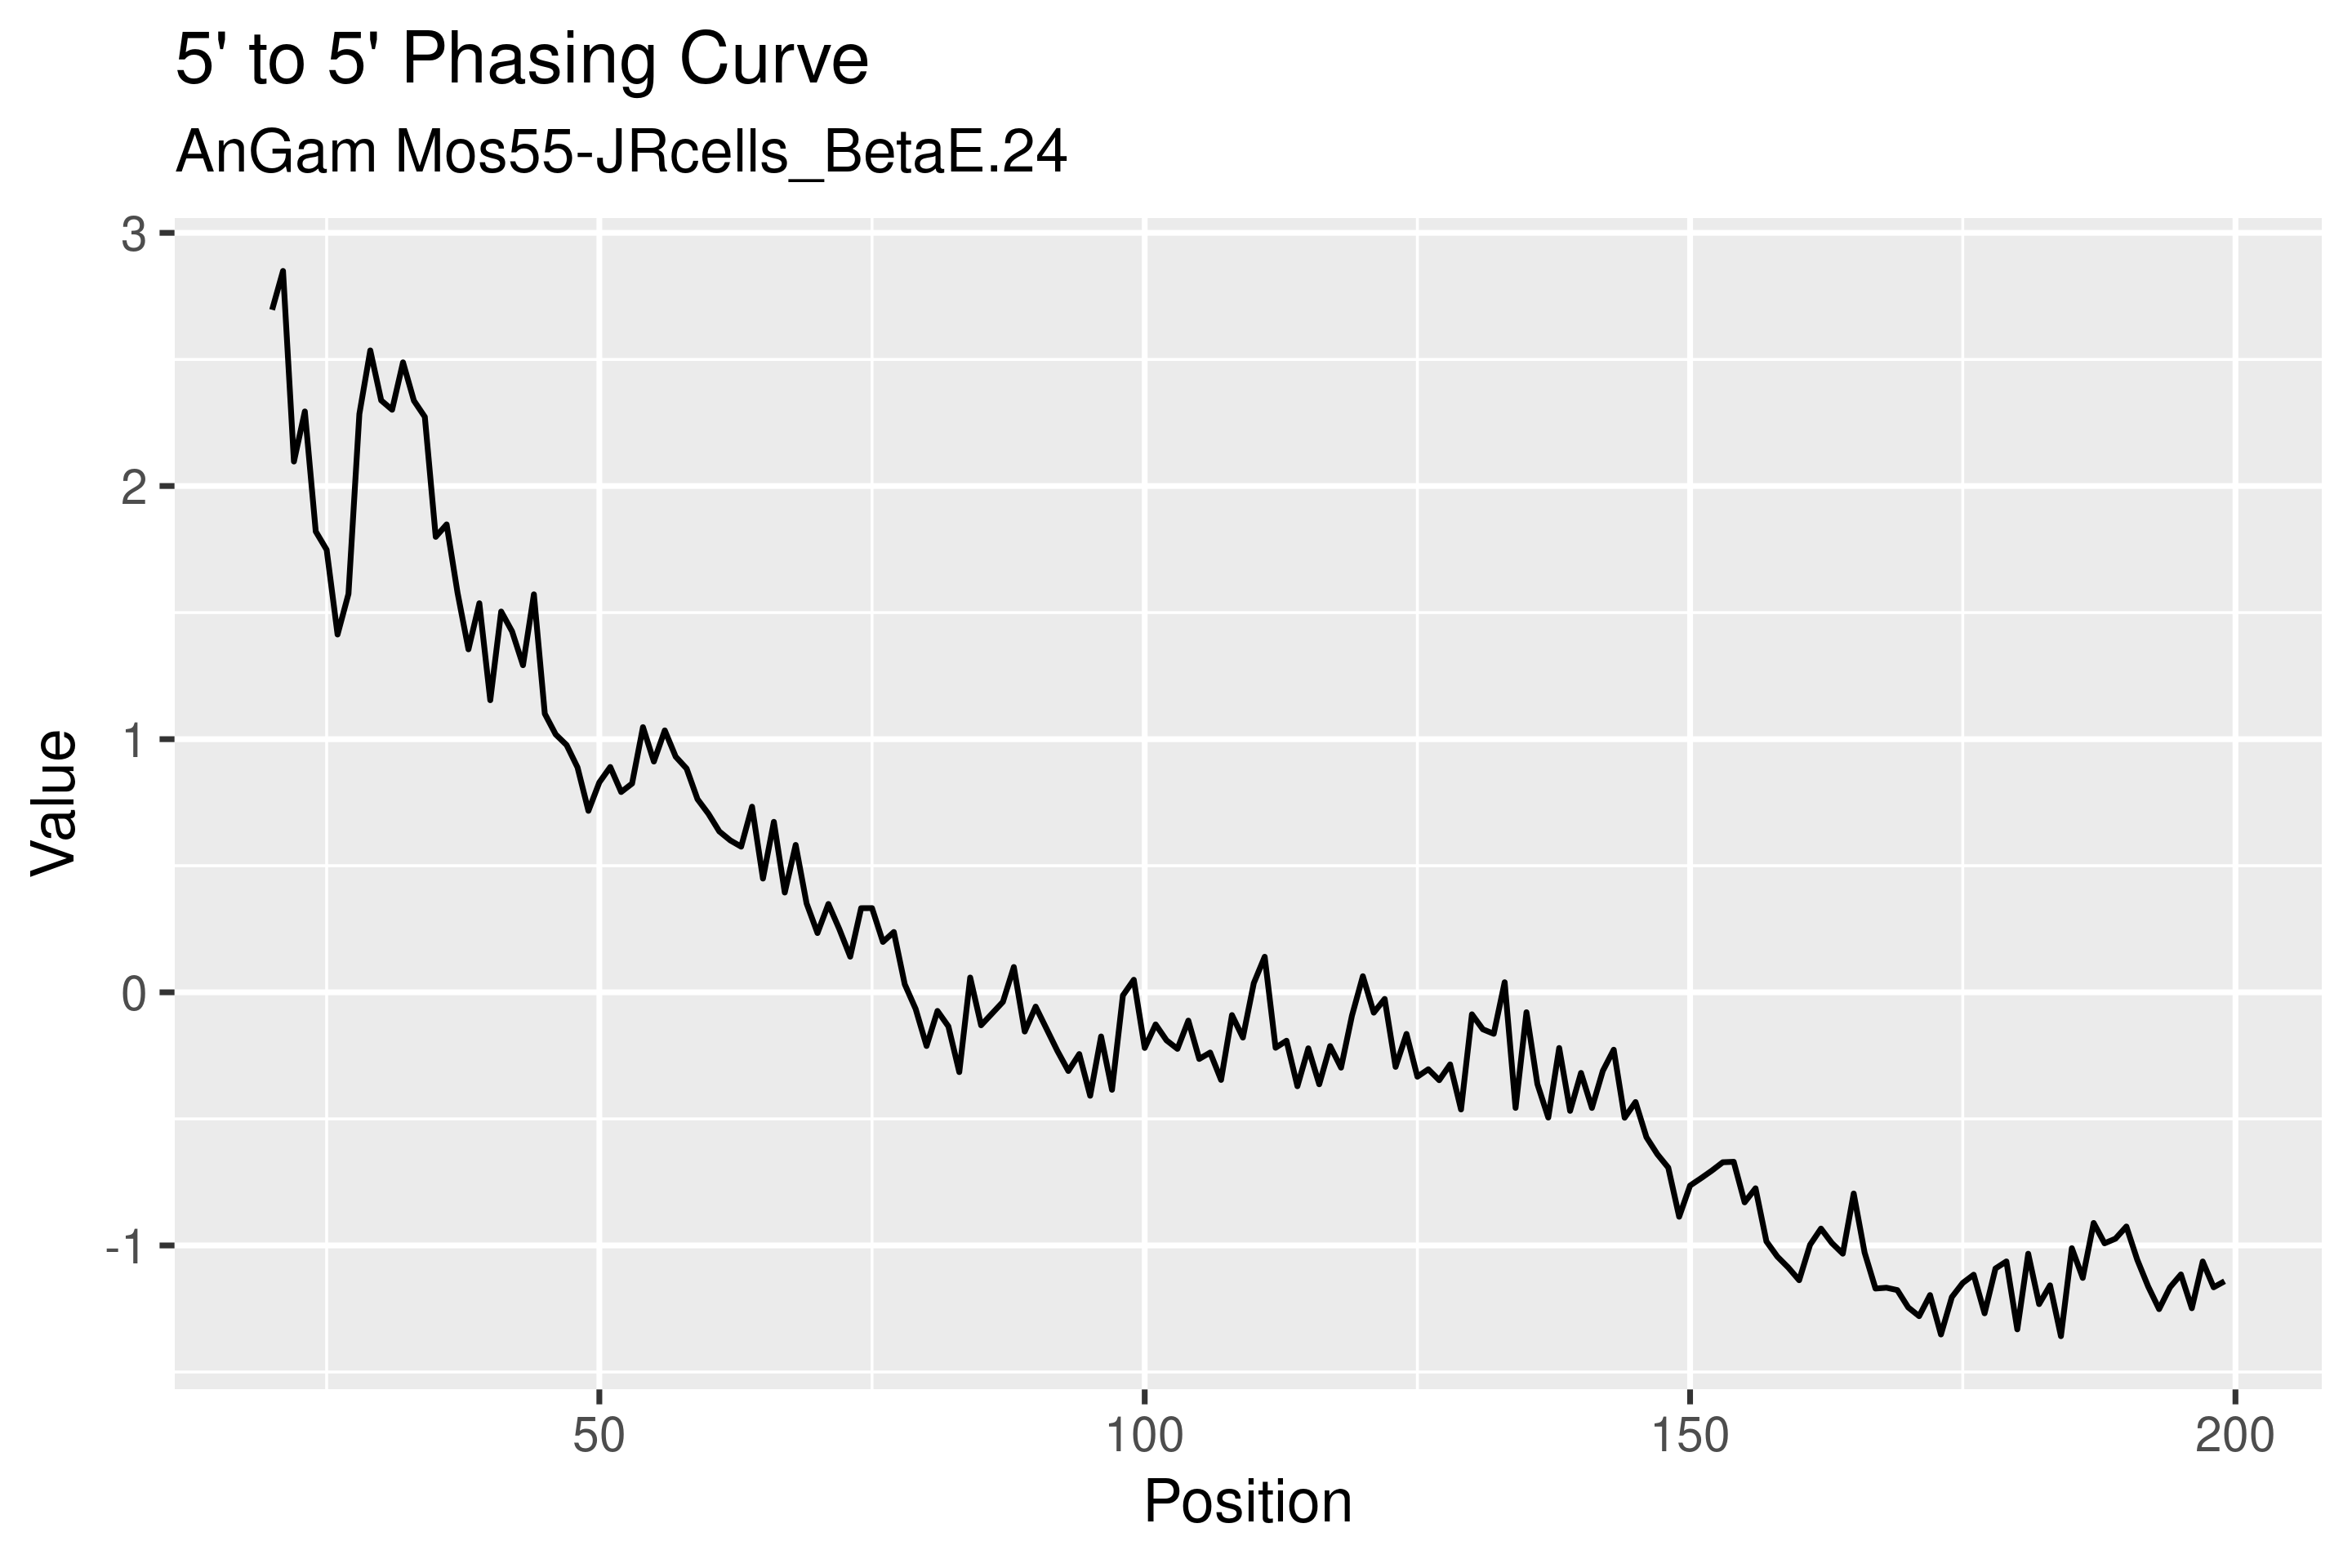 5' to 5' Phasing Curve
AnGam Mos55-JRcells_BetaE.24
3
2
1
0
-1
Value
50 100 150 200
Position